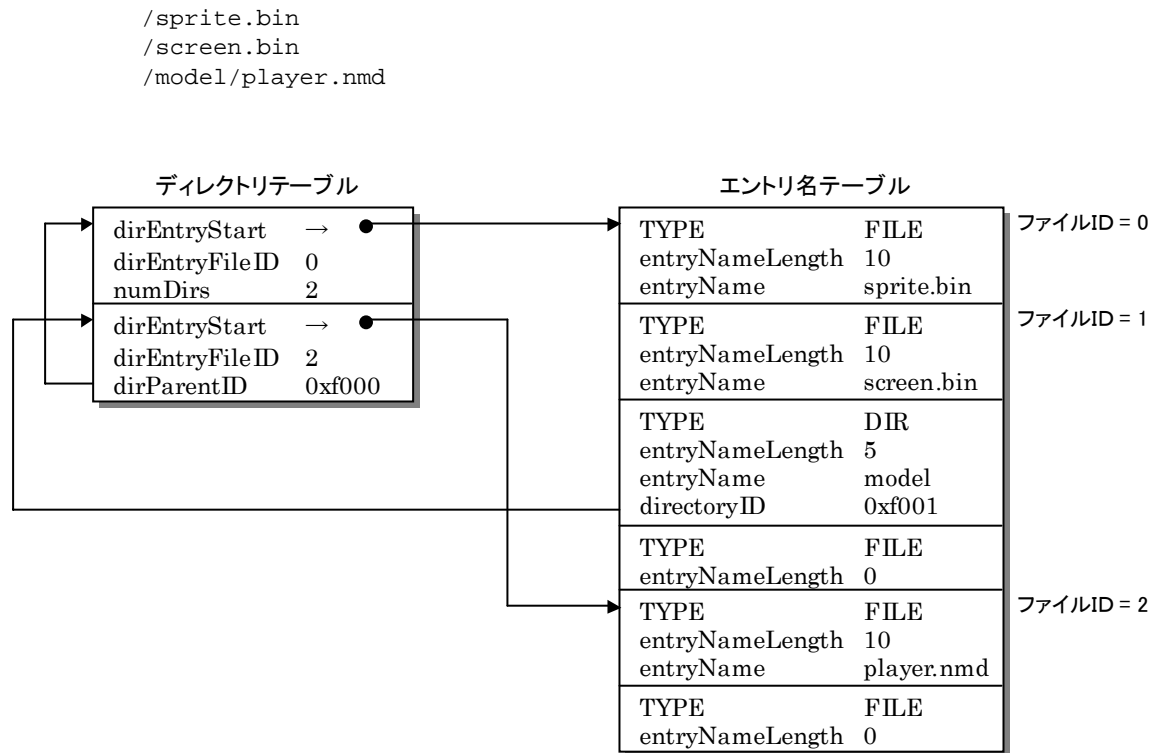 /sprite.bin
/screen.bin
/model/player.nmd
ディレクトリテーブル
dirEntryStart →
dirEntryFileID 0
numDirs 2
dirEntryStart →
dirEntryFileID 2
dirParentID 0xf000
エントリ名テーブル
TYPE FILE
entryNameLength 10
entryName sprite.bin
ファイルID = 0
TYPE FILE
entryNameLength 10
entryName screen.bin
ファイルID = 1
TYPE DIR
entryNameLength 5
entryName model
directoryID 0xf001
TYPE FILE
entryNameLength 0
TYPE FILE
entryNameLength 10
entryName player.nmd
ファイルID = 2
TYPE FILE
entryNameLength 0